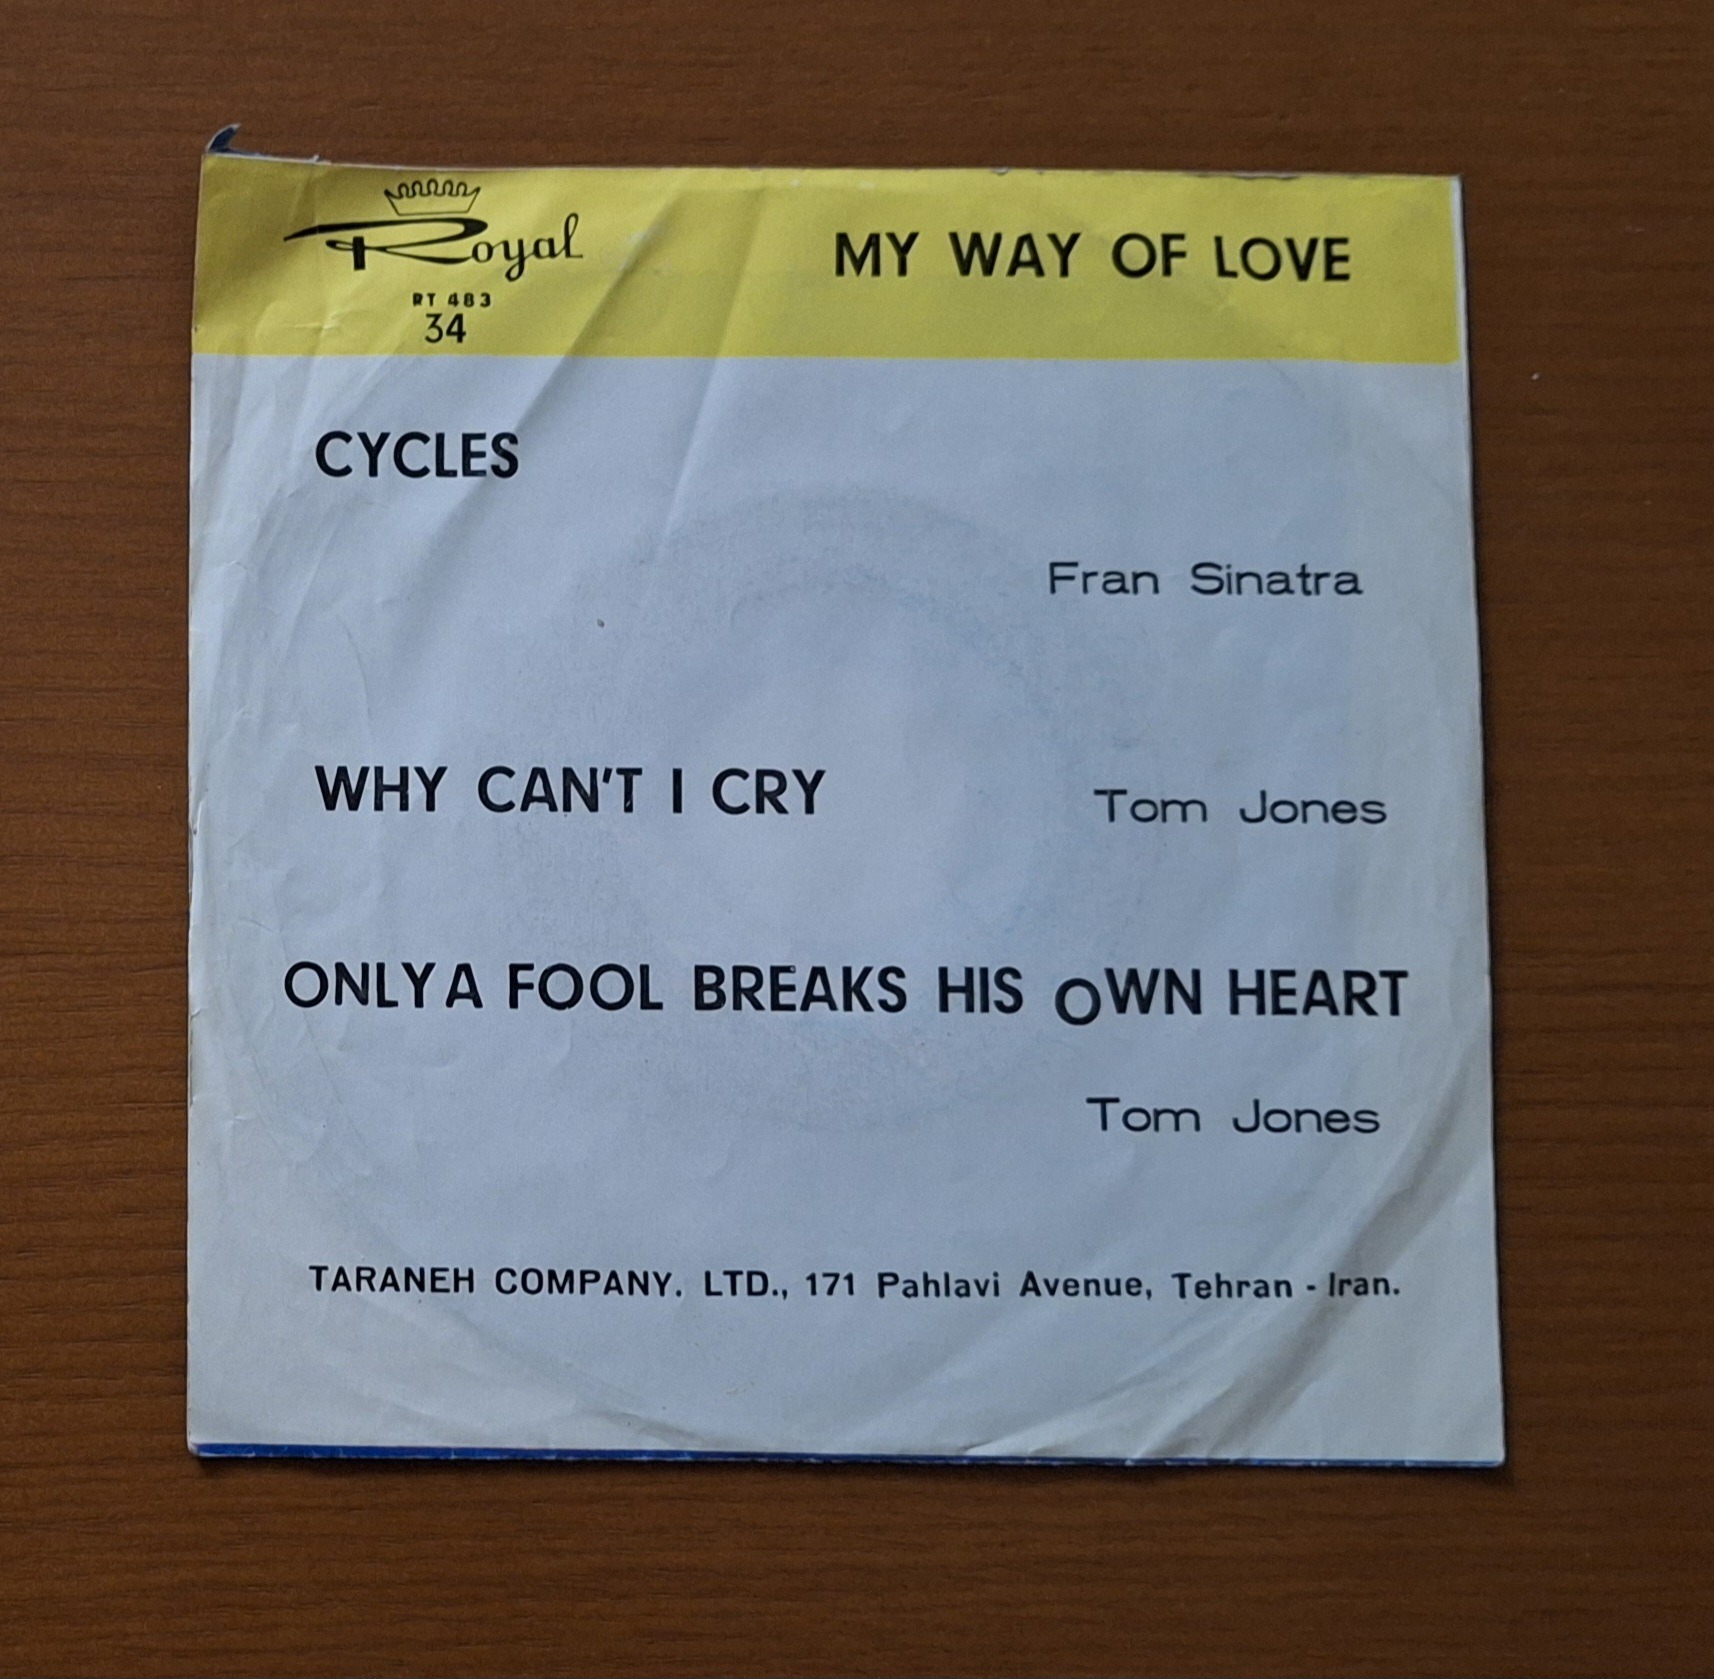 Royal
RT 483
34
MY WAY OF LOVE
CYCLES
Fran Sinatra
WHY CAN'T I CRY
Tom Jones
ONLY A FOOL BREAKS HIS OWN HEART
Tom Jones
TARANEH COMPANY. LTD., 171 Pahlavi Avenue, Tehran - Iran.